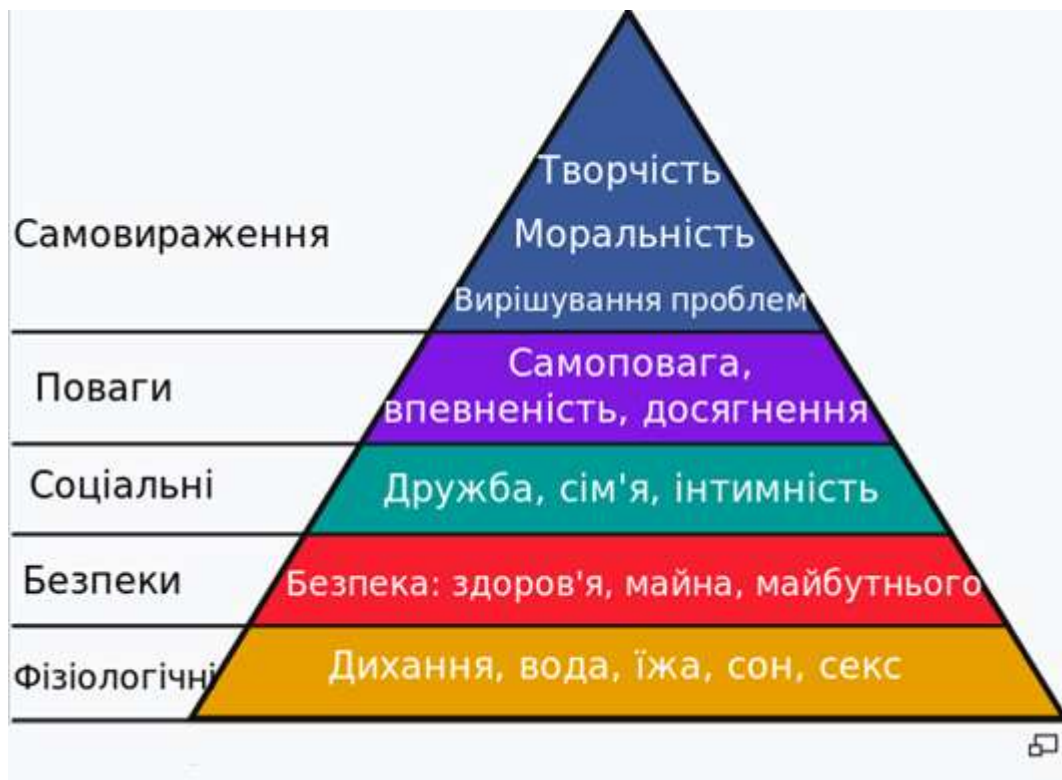 Творчість
Самовираження
Моральність
Вирішування проблем
Поваги
Самоповага,
впевненість, досягнення
Соціальні
Дружба, сім'я, інтимність
Безпеки
Безпека: здоров'я, майна, майбутнього
Фізіологічні
Дихання, вода, їжа, сон, секс